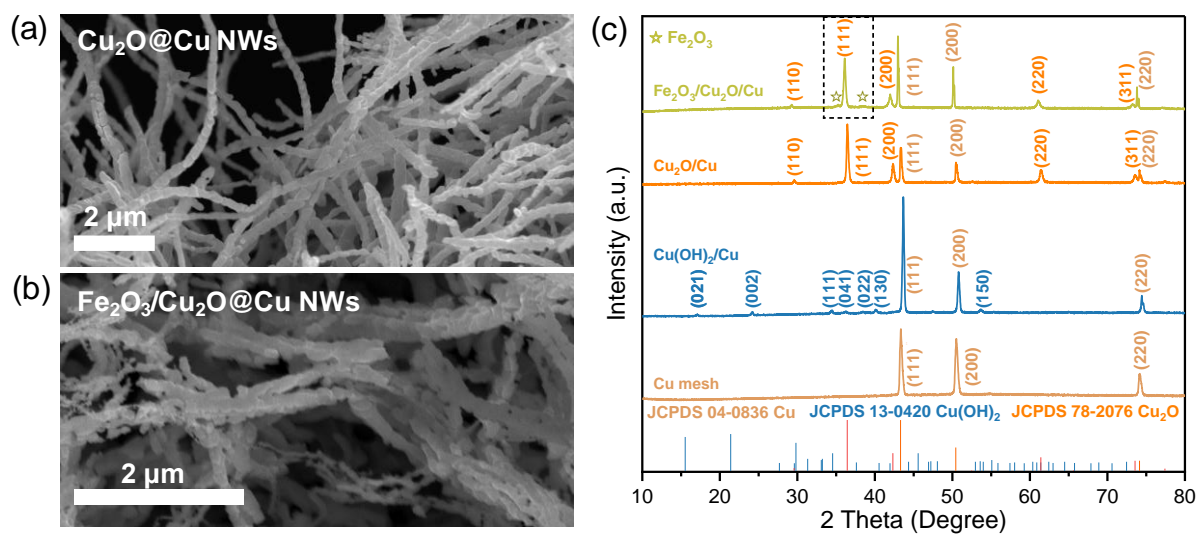 (a)
Cu₂O@Cu NWs
2 µm
(b)
Fe₂O₃/Cu₂O@Cu NWs
2 µm
(c)
☆ Fe₂O₃
Fe₂O₃/Cu₂O/Cu
(110)
(111)
(200)
(111)
(200)
(220)
(311)
(220)
Cu₂O/Cu
(110)
(111)
(200)
(111)
(200)
(220)
(311)
(220)
Cu(OH)₂/Cu
(021)
(002)
(111)
(041)
(022)
(130)
(111)
(200)
(150)
(220)
Cu mesh
(111)
(200)
(220)
JCPDS 04-0836 Cu
JCPDS 13-0420 Cu(OH)₂
JCPDS 78-2076 Cu₂O
10 20 30 40 50 60 70 80
2 Theta (Degree)
Intensity (a.u.)